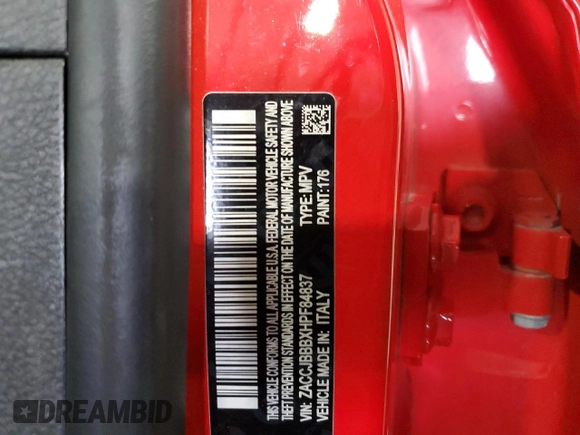 THIS VEHICLE CONFORMS TO ALL APPLICABLE U.S.A. FEDERAL MOTOR VEHICLE SAFETY AND
THEFT PREVENTION STANDARDS IN EFFECT ON THE DATE OF MANUFACTURE SHOWN ABOVE
VIN: ZACCJBBBXHPF84837 TYPE: MPV
VEHICLE MADE IN: ITALY PAINT: 176
DREAMBID